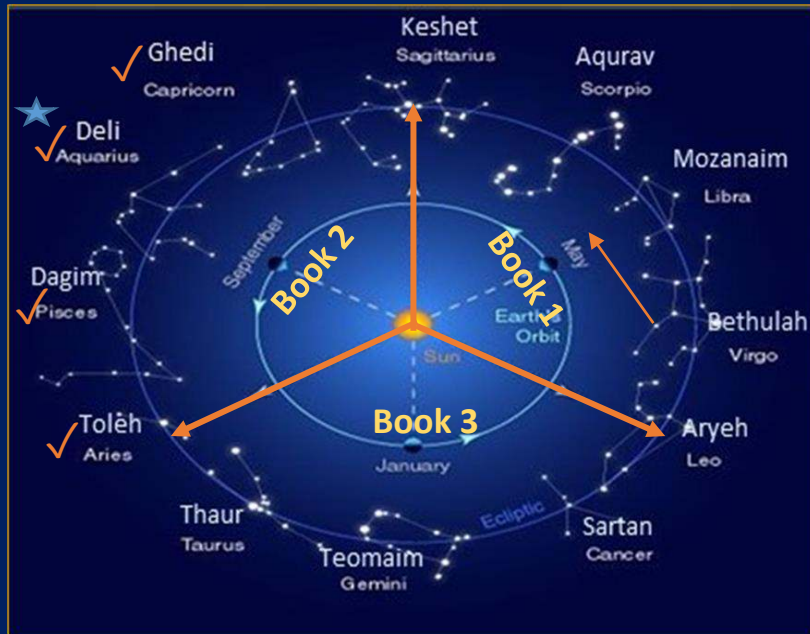 Keshet
Sagittarius
Ghedi
Capricorn
Aqurav
Scorpio
Deli
Aquarius
Mozanaim
Libra
September
Book 2
Book 1
May
Dagim
Pisces
Earth's
Orbit
Bethulah
Virgo
Sun
Book 3
January
Toleh
Aries
Aryeh
Leo
Thaur
Taurus
Ecliptic
Sartan
Cancer
Teomaim
Gemini